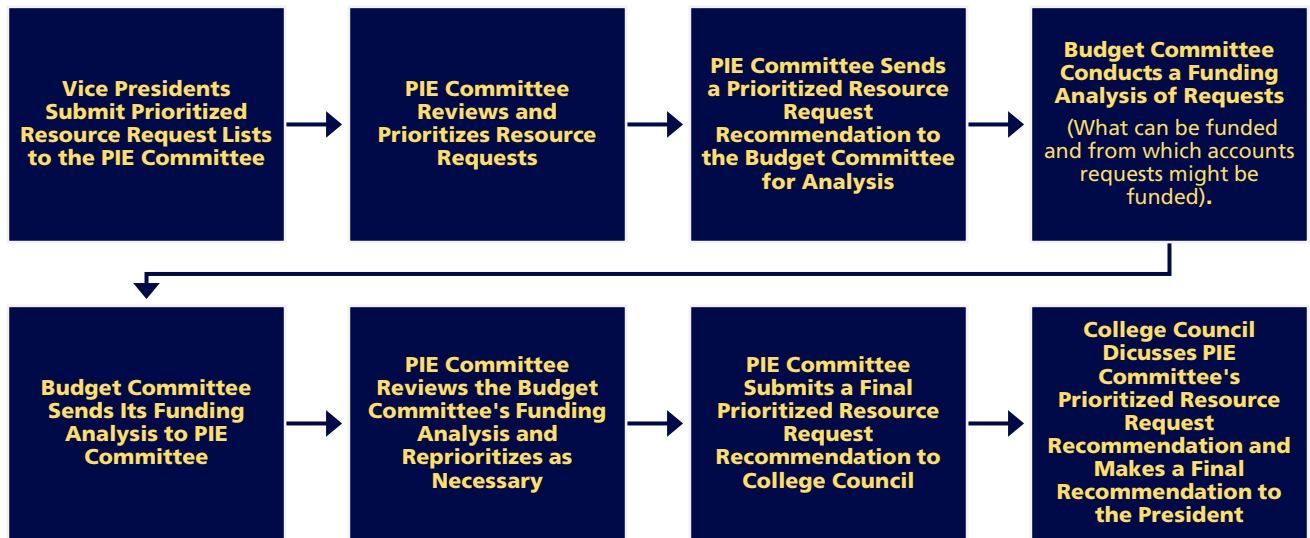 Vice Presidents
Submit Prioritized
Resource Request Lists
to the PIE Committee
PIE Committee
Reviews and
Prioritizes Resource
Requests
PIE Committee Sends
a Prioritized Resource
Request
Recommendation to
the Budget Committee
for Analysis
Budget Committee
Conducts a Funding
Analysis of Requests
(What can be funded
and from which accounts
requests might be
funded).
Budget Committee
Sends Its Funding
Analysis to PIE
Committee
PIE Committee
Reviews the Budget
Committee's Funding
Analysis and
Reprioritizes as
Necessary
PIE Committee
Submits a Final
Prioritized Resource
Request
Recommendation to
College Council
College Council
Dicusses PIE
Committee's
Prioritized Resource
Request
Recommendation and
Makes a Final
Recommendation to
the President